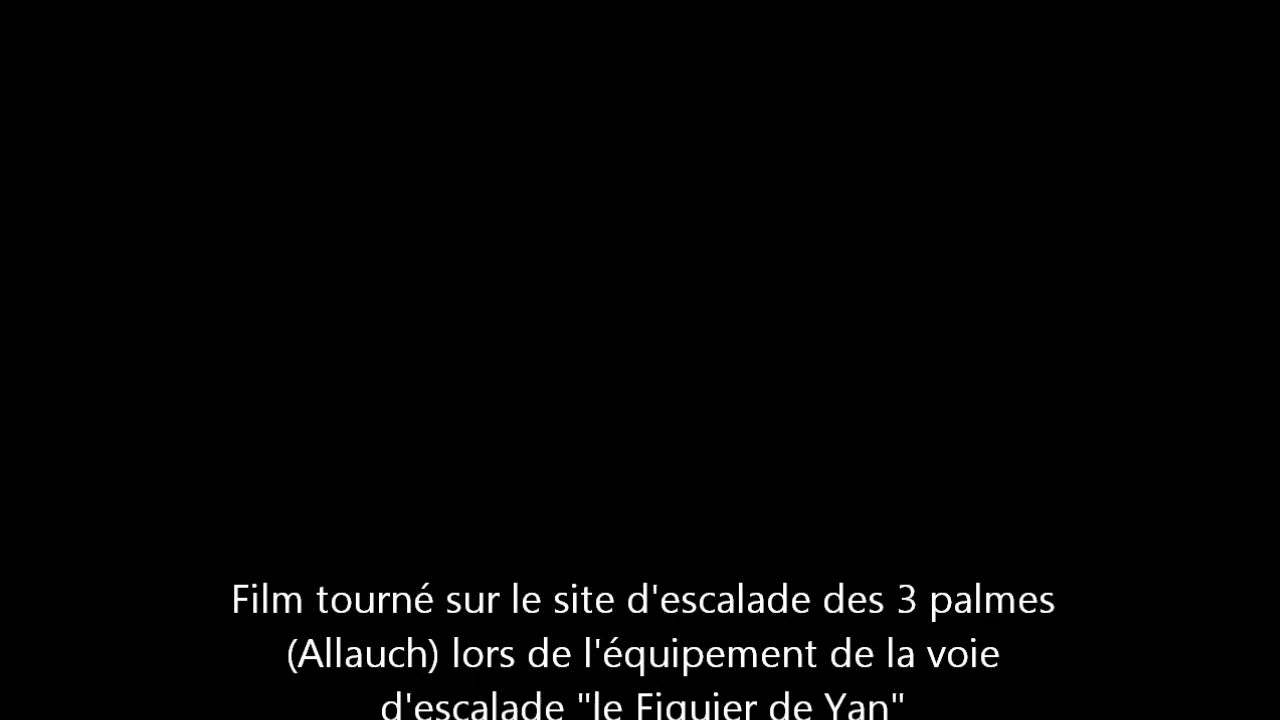 Film tourné sur le site d'escalade des 3 palmes
(Allauch) lors de l'équipement de la voie
d'escalade "le Figuier de Yan"